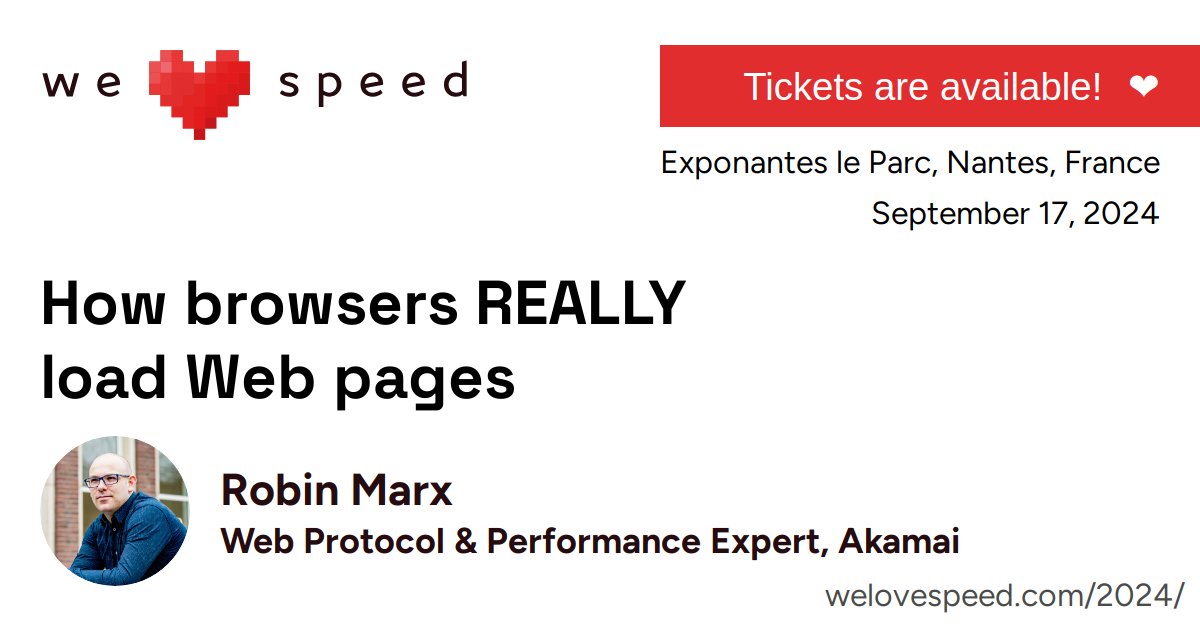 we speed
Tickets are available! ❤
Exponantes le Parc, Nantes, France
September 17, 2024
How browsers REALLY
load Web pages
Robin Marx
Web Protocol & Performance Expert, Akamai
welovespeed.com/2024/